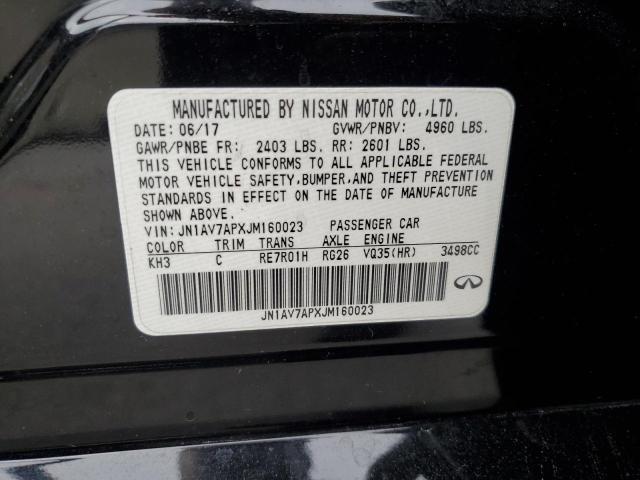 MANUFACTURED BY NISSAN MOTOR CO.,LTD.
DATE: 06/17 GVWR/PNBV: 4960 LBS.
GAWR/PNBE FR: 2403 LBS. RR: 2601 LBS.
THIS VEHICLE CONFORMS TO ALL APPLICABLE FEDERAL
MOTOR VEHICLE SAFETY,BUMPER,AND THEFT PREVENTION
STANDARDS IN EFFECT ON THE DATE OF MANUFACTURE
SHOWN ABOVE.
VIN: JN1AV7APXJM160023 PASSENGER CAR
COLOR TRIM TRANS AXLE ENGINE
KH3 C RE7R01H RG26 VQ35(HR) 3498CC
JN1AV7APXJM160023